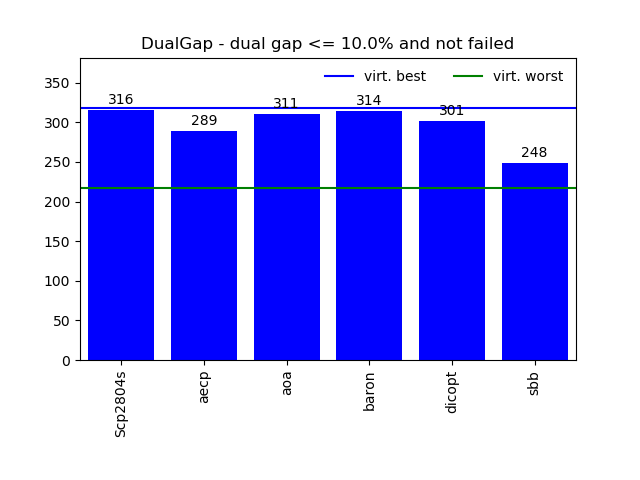 DualGap - dual gap <= 10.0% and not failed
virt. best
virt. worst
350
300
250
200
150
100
50
0
316
289
311
314
301
248
Scp2804s
aecp
aoa
baron
dicopt
sbb